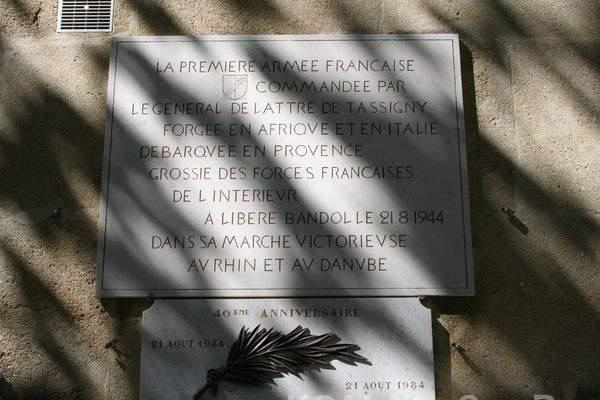 LA PREMIERE ARMEE FRANCAISE
COMMANDEE PAR
LE GENERAL DE LATTRE DE TASSIGNY
FORGEE EN AFRIQVE ET EN ITALIE
DEBARQVEE EN PROVENCE
GROSSIE DES FORCES FRANCAISES
DE L INTERIEVR
A LIBERE BANDOL LE 21 8 1944
DANS SA MARCHE VICTORIEVSE
AV RHIN ET AV DANVBE
40EME ANNIVERSAIRE
21 AOUT 1944
21 AOUT 1984